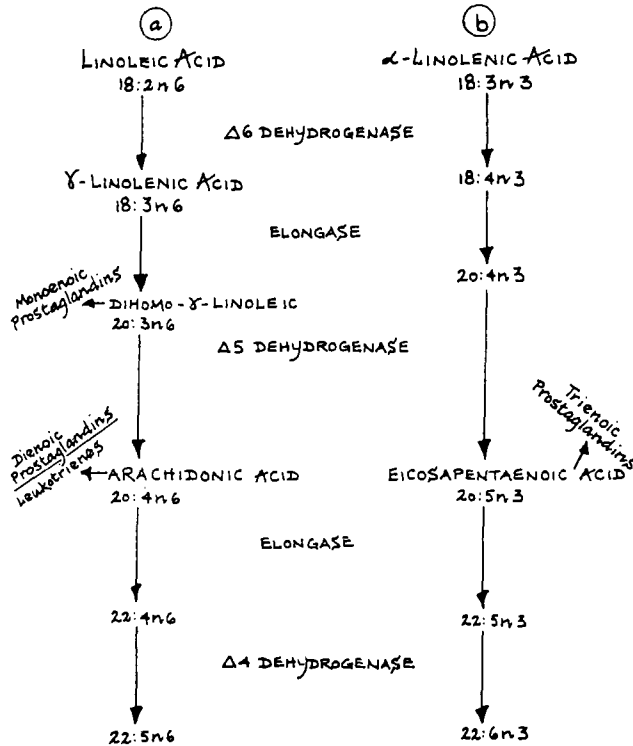 a
b
LINOLEIC ACID
18:2n6
α-LINOLENIC ACID
18:3n3
Δ6 DEHYDROGENASE
γ-LINOLENIC ACID
18:3n6
18:4n3
ELONGASE
20:4n3
Monoenoic
Prostaglandins
DIHOMO-γ-LINOLEIC
20:3n6
Δ5 DEHYDROGENASE
Trienoic
Prostaglandins
Dienoic
Prostaglandins
Leukotrienes
ARACHIDONIC ACID
20:4n6
EICOSAPENTAENOIC ACID
20:5n3
ELONGASE
22:4n6
22:5n3
Δ4 DEHYDROGENASE
22:5n6
22:6n3